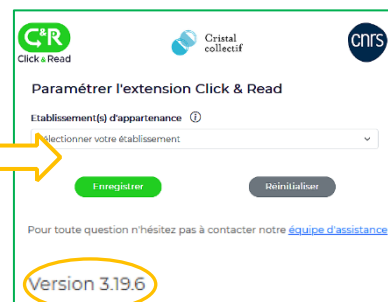 C&R
Click & Read
Cristal
collectif
cnrs
Paramétrer l'extension Click & Read
Etablissement(s) d'appartenance i
électionner votre établissement
Enregistrer
Réinitialiser
Pour toute question n'hésitez pas à contacter notre équipe d'assistance
Version 3.19.6